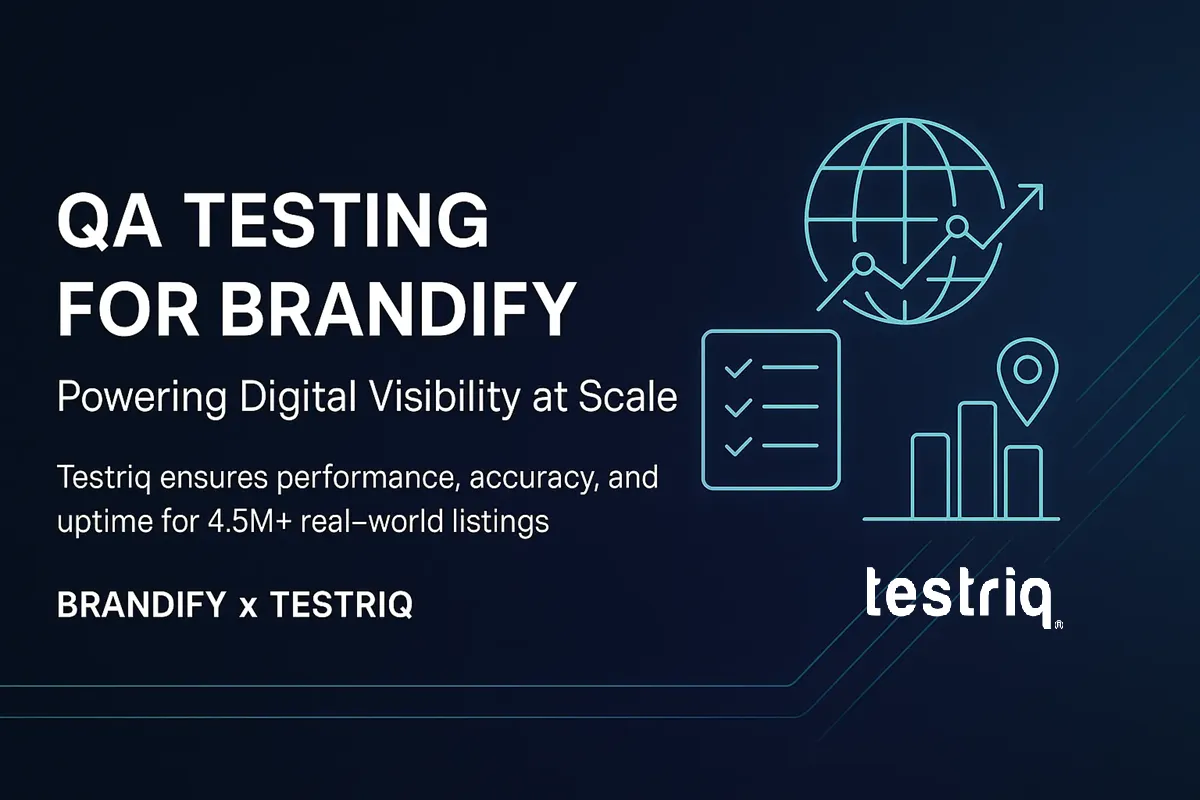 QA TESTING
FOR BRANDIFY
Powering Digital Visibility at Scale
Testriq ensures performance, accuracy, and
uptime for 4.5M+ real–world listings
BRANDIFY x TESTRIQ
testriq®